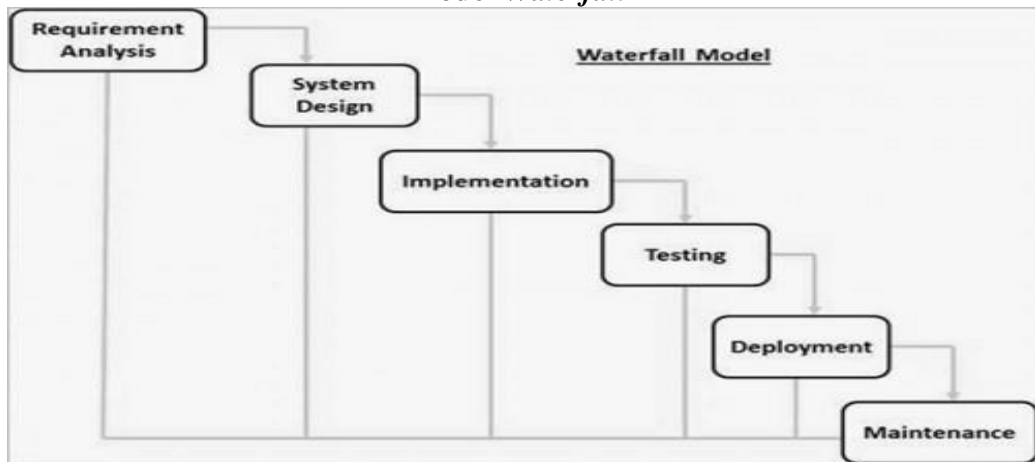 Requirement
Analysis
Waterfall Model
System
Design
Implementation
Testing
Deployment
Maintenance